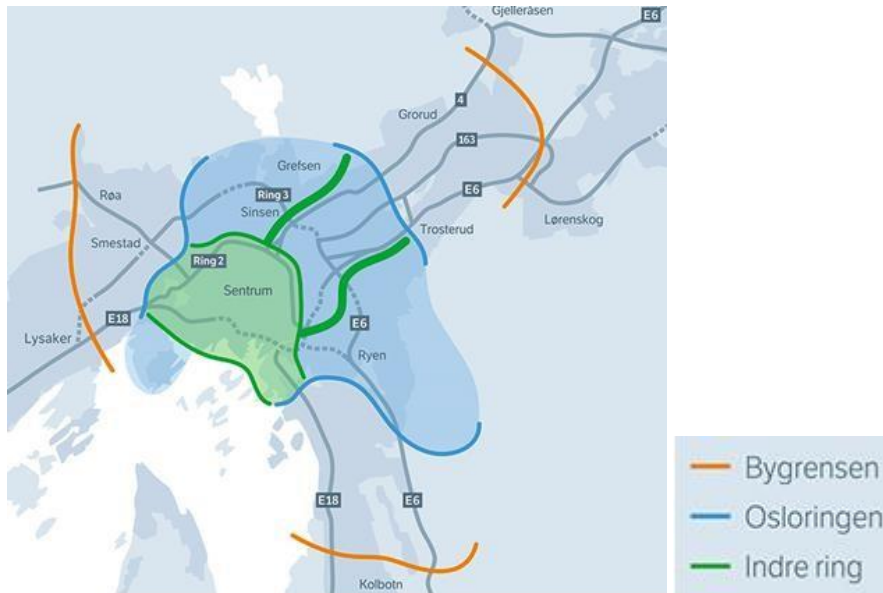 Gjelleråsen
E6
Grorud
4
163
Grefsen
Ring 3
Sinsen
E6
Røa
Trosterud
Lørenskog
Smestad
Ring 2
Sentrum
E18
Lysaker
E6
Ryen
E18
E6
Kolbotn
Bygrensen
Osloringen
Indre ring